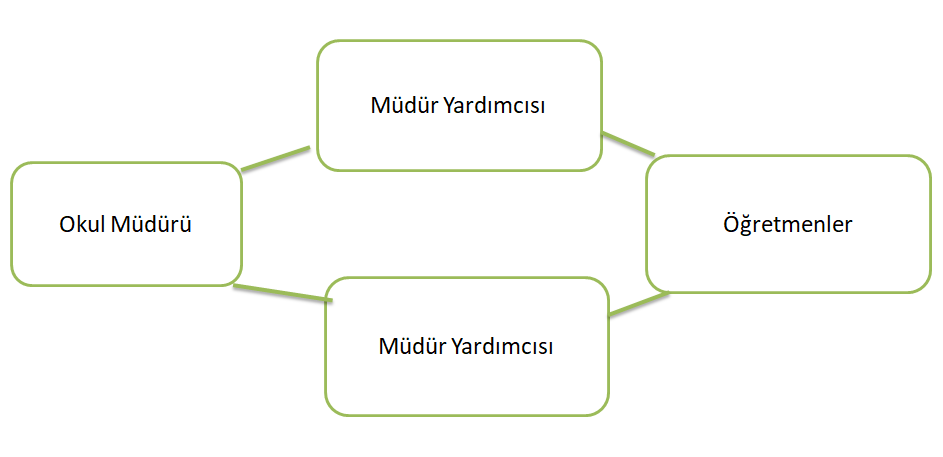 Müdür Yardımcısı
Okul Müdürü
Öğretmenler
Müdür Yardımcısı